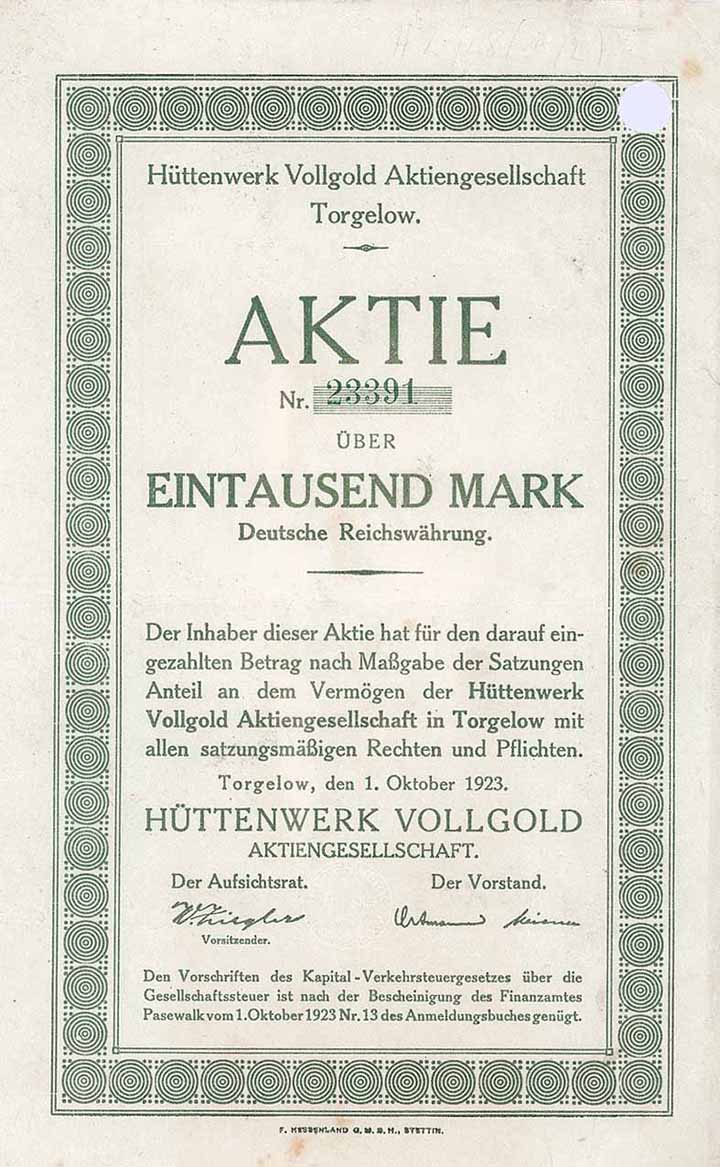 Hüttenwerk Vollgold Aktiengesellschaft
Torgelow.
AKTIE
Nr. 23391
ÜBER
EINTAUSEND MARK
Deutsche Reichswährung.
Der Inhaber dieser Aktie hat für den darauf ein-
gezahlten Betrag nach Maßgabe der Satzungen
Anteil an dem Vermögen der Hüttenwerk
Vollgold Aktiengesellschaft in Torgelow mit
allen satzungsmäßigen Rechten und Pflichten.
Torgelow, den 1. Oktober 1923.
HÜTTENWERK VOLLGOLD
AKTIENGESELLSCHAFT.
Der Aufsichtsrat. Der Vorstand.
Vorsitzender.
Den Vorschriften des Kapital-Verkehrsteuergesetzes über die
Gesellschaftssteuer ist nach der Bescheinigung des Finanzamtes
Pasewalk vom 1. Oktober 1923 Nr. 13 des Anmeldungsbuches genügt.
F. HESSENLAND G. M. B. H., STETTIN.